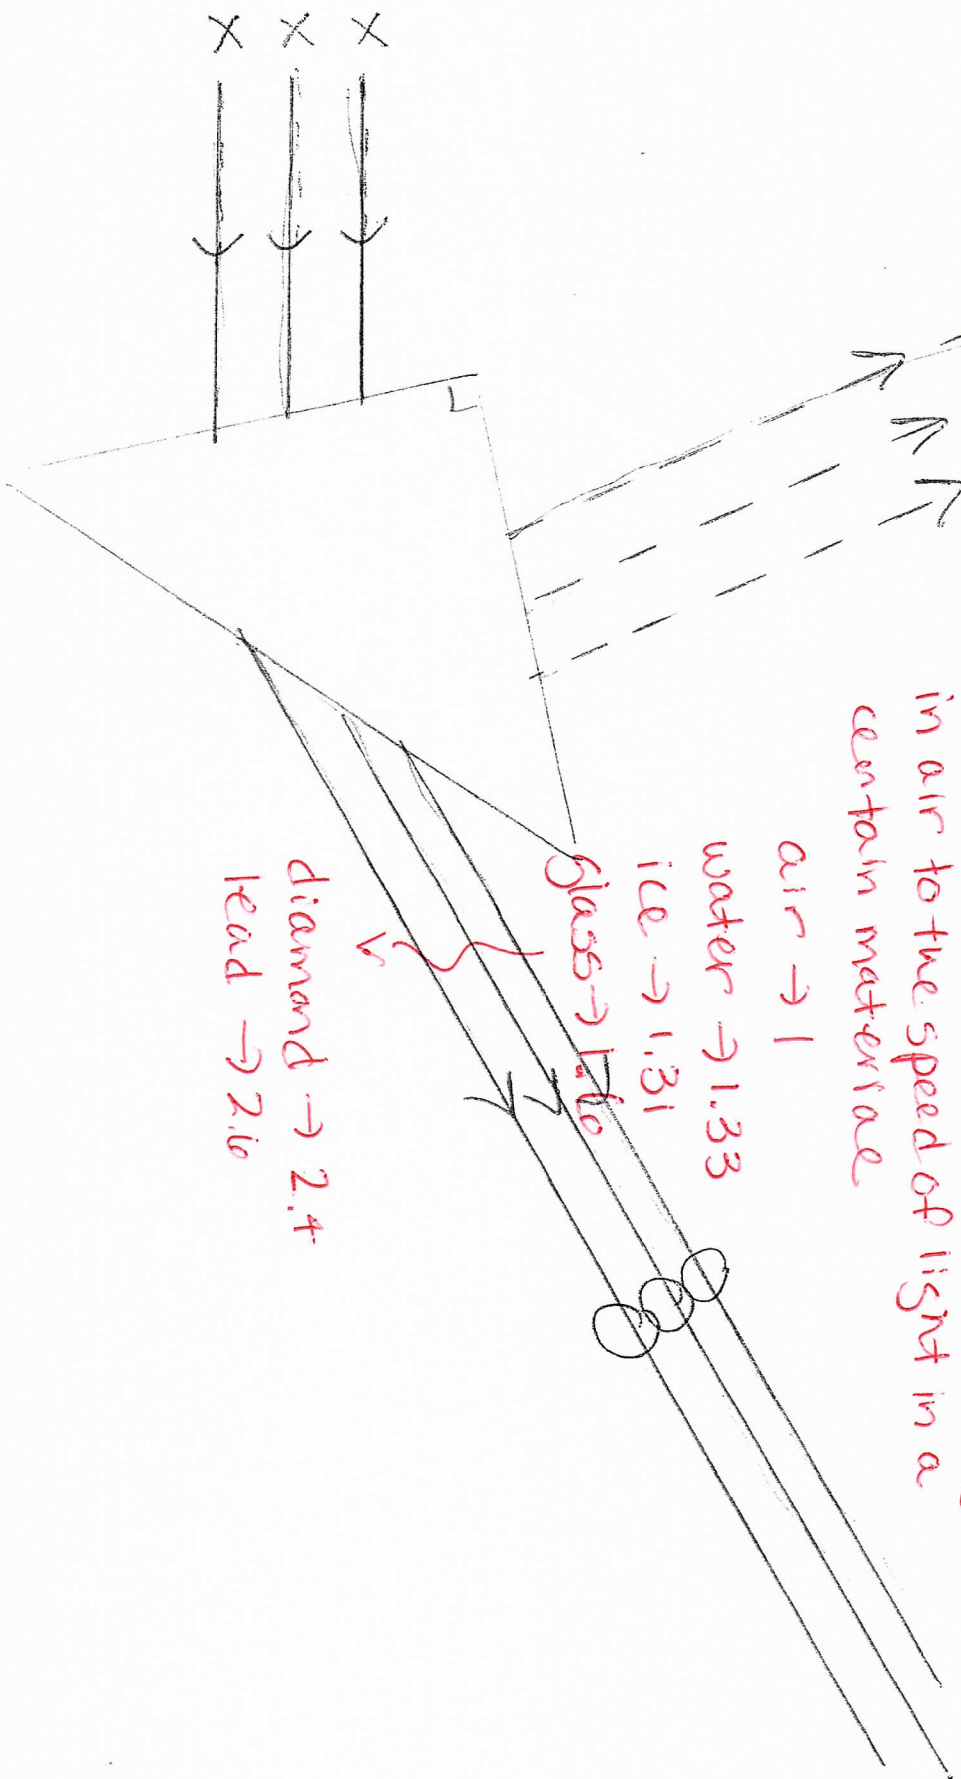 x x x
in air to the speed of light in a
certain material
air → 1
water → 1.33
ice → 1.31
glass → 1.6
diamond → 2.4
lead → 2.6